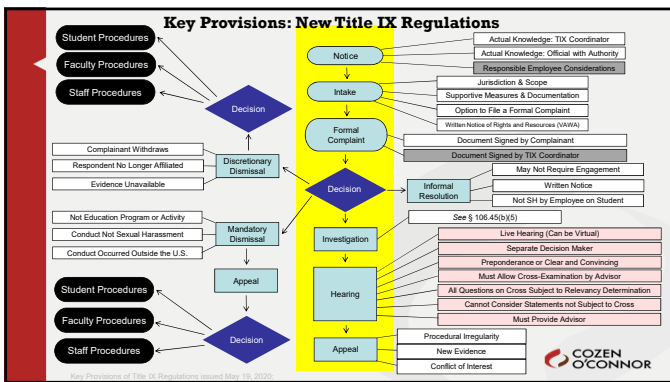 Key Provisions: New Title IX Regulations
Student Procedures
Faculty Procedures
Staff Procedures
Decision
Complainant Withdraws
Respondent No Longer Affiliated
Evidence Unavailable
Discretionary
Dismissal
Not Education Program or Activity
Conduct Not Sexual Harassment
Conduct Occurred Outside the U.S.
Mandatory
Dismissal
Appeal
Student Procedures
Faculty Procedures
Staff Procedures
Decision
Notice
Actual Knowledge: TIX Coordinator
Actual Knowledge: Official with Authority
Responsible Employee Considerations
Intake
Jurisdiction & Scope
Supportive Measures & Documentation
Option to File a Formal Complaint
Written Notice of Rights and Resources (VAWA)
Formal
Complaint
Document Signed by Complainant
Document Signed by TIX Coordinator
Decision
Informal
Resolution
May Not Require Engagement
Written Notice
Not SH by Employee on Student
Investigation
See § 106.45(b)(5)
Hearing
Live Hearing (Can be Virtual)
Separate Decision Maker
Preponderance or Clear and Convincing
Must Allow Cross-Examination by Advisor
All Questions on Cross Subject to Relevancy Determination
Cannot Consider Statements not Subject to Cross
Must Provide Advisor
Appeal
Procedural Irregularity
New Evidence
Conflict of Interest
COZEN
O'CONNOR
Key Provisions of Title IX Regulations issued May 19, 2020;